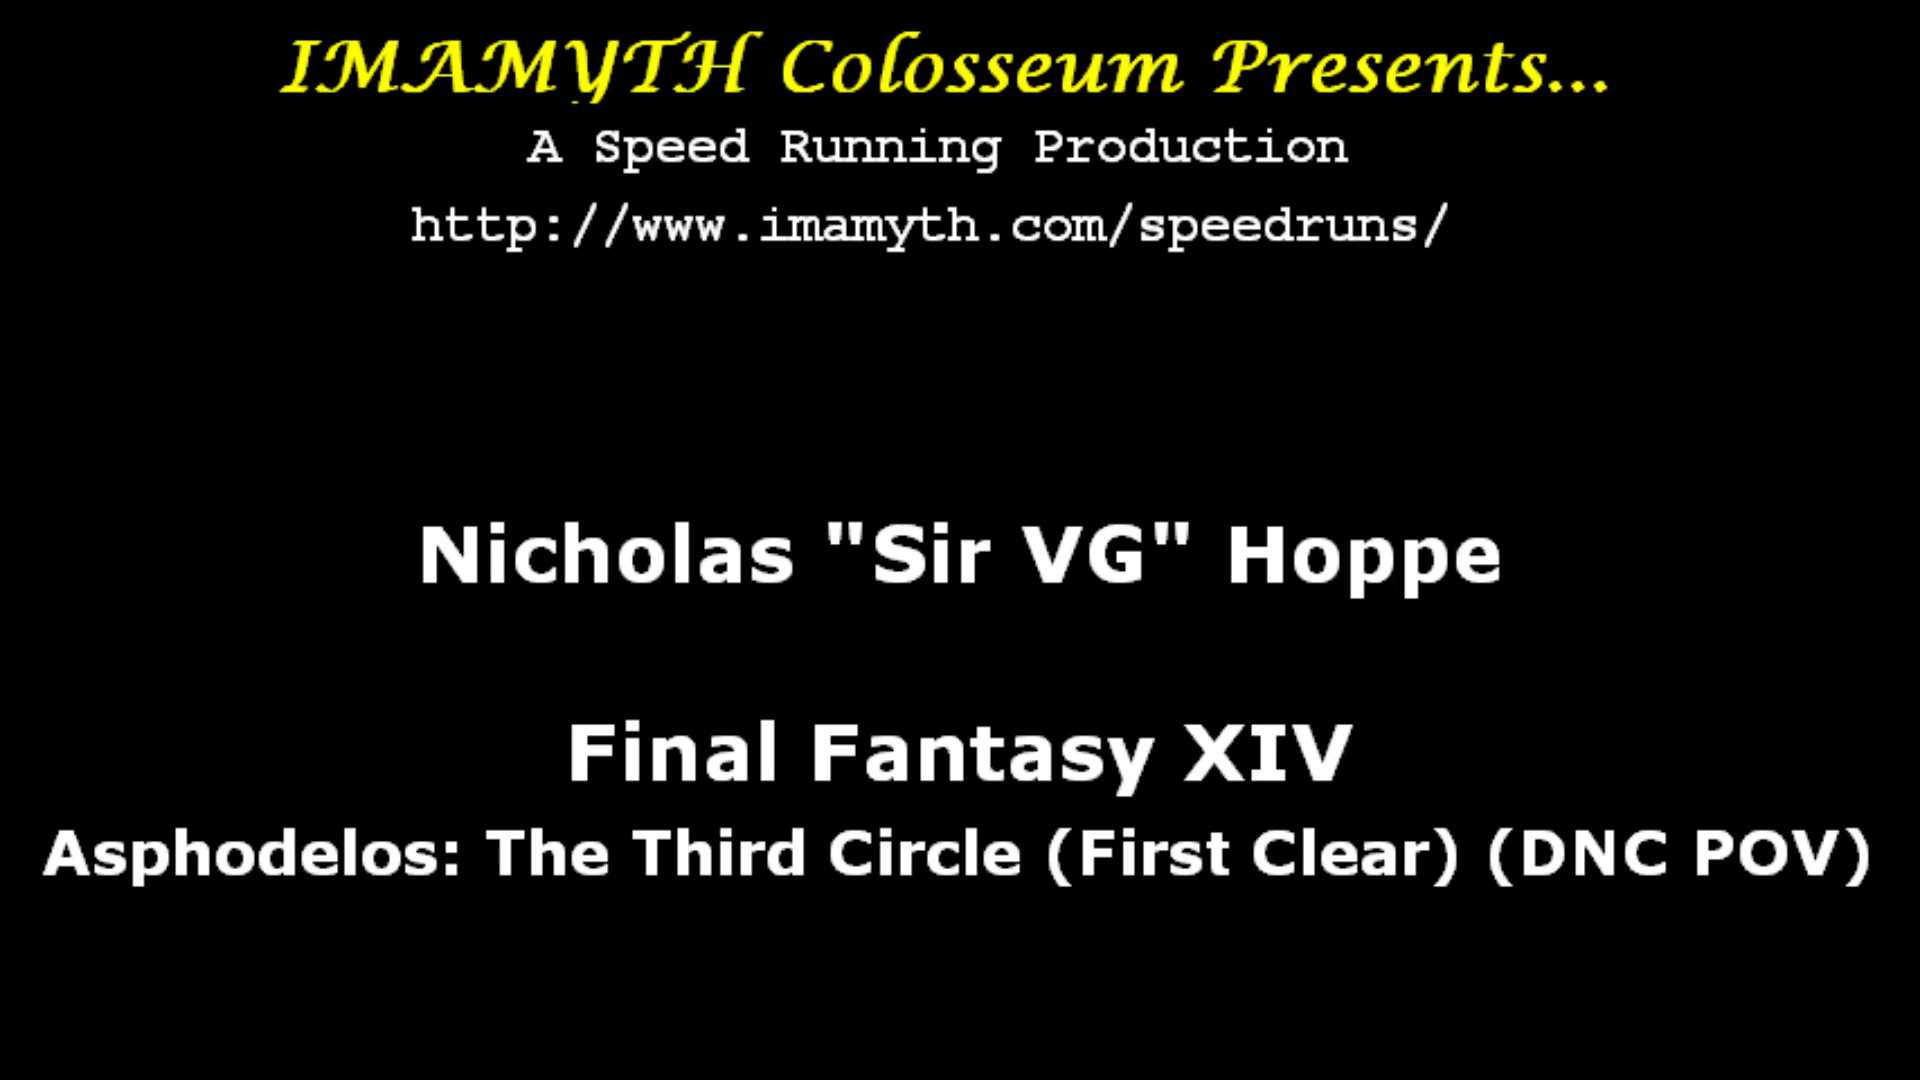 IMAMYTH Colosseum Presents...
A Speed Running Production
http://www.imamyth.com/speedruns/
Nicholas "Sir VG" Hoppe
Final Fantasy XIV
Asphodelos: The Third Circle (First Clear) (DNC POV)